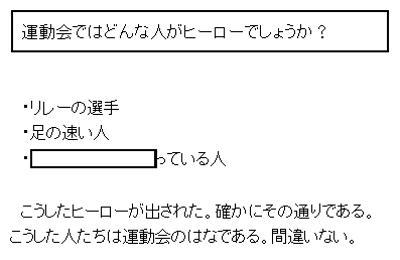 運動会ではどんな人がヒーローでしょうか？
・リレーの選手
・足の速い人
・っている人
こうしたヒーローが出された。確かにその通りである。
こうした人たちは運動会のはなである。間違いない。